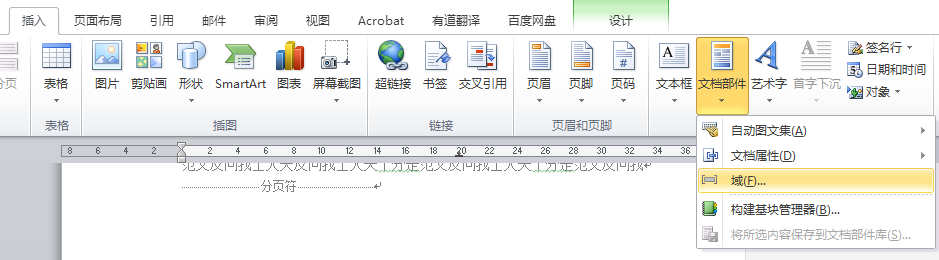 插入 页面布局 引用 邮件 审阅 视图 Acrobat 有道翻译 百度网盘 设计
分页 表格 图片 剪贴画 形状 SmartArt 图表 屏幕截图 超链接 书签 交叉引用 页眉 页脚 页码 文本框 文档部件 艺术字 首字下沉 签名行
日期和时间
对象
表格 插图 链接 页眉和页脚
8 6 4 2 2 4 6 8 10 12 14 16 18 20 22 24 26 28 30 32 34 36
自动图文集(A)
文档属性(D)
域(F)...
构建基块管理器(B)...
将所选内容保存到文档部件库(S)...
分页符